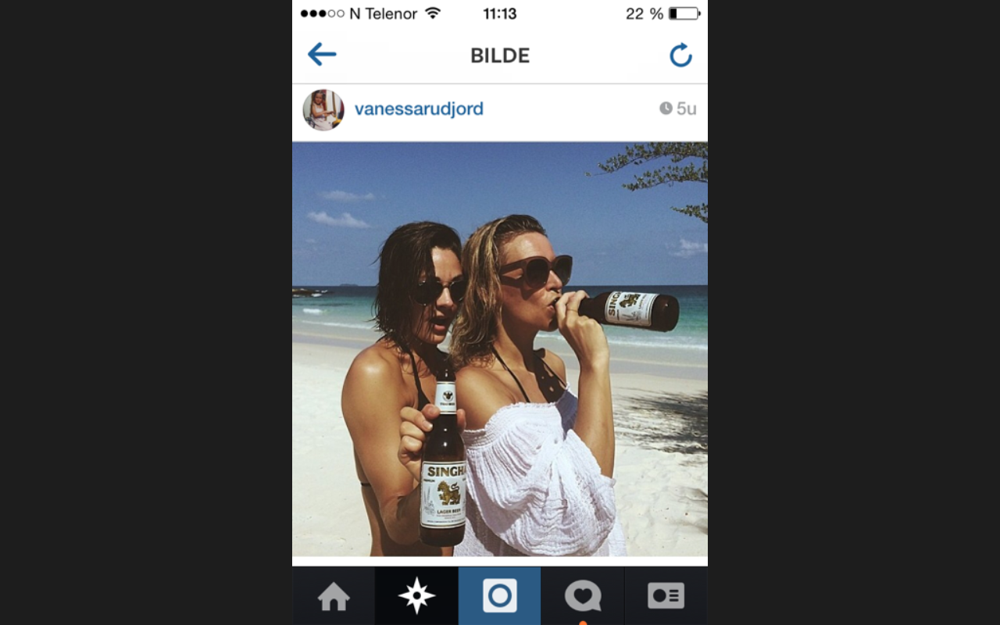 N Telenor 11:13 22 %
BILDE
vanessarudjord 5u
SINGHA
SINGHA
LAGER BEER